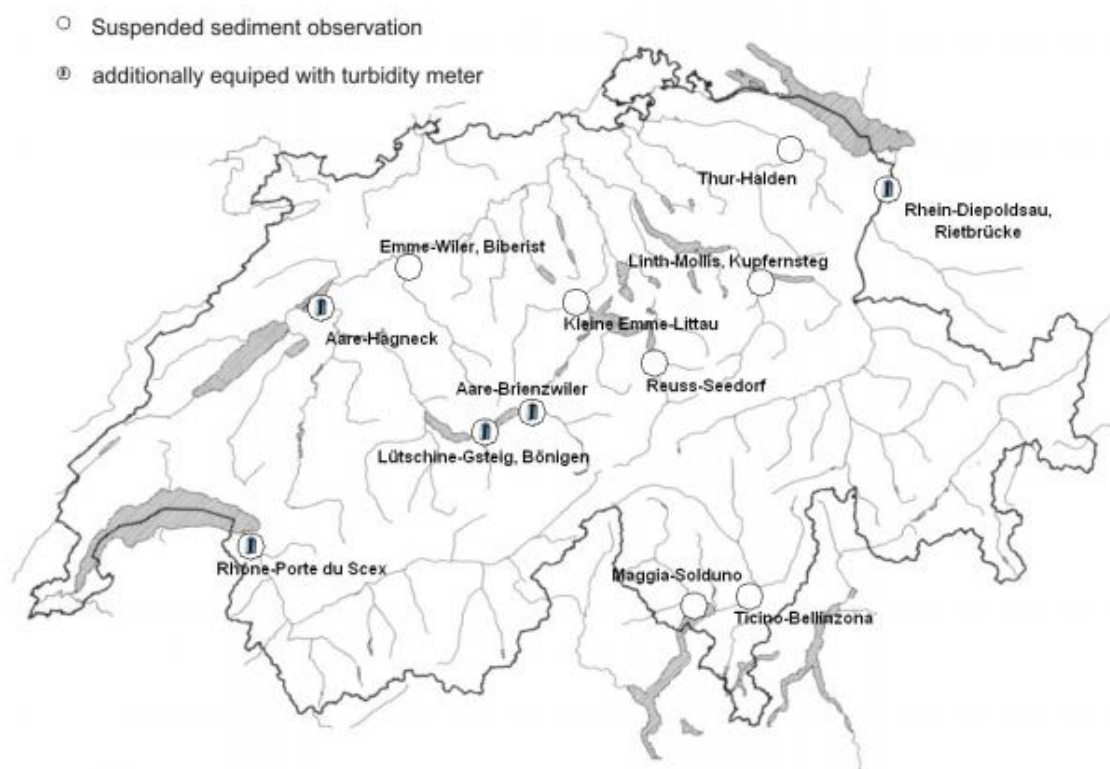 Suspended sediment observation
additionally equiped with turbidity meter
Thur-Halden
Rhein-Diepoldsau,
Rietbrücke
Emme-Wiler, Biberist
Linth-Mollis, Kupfernsteg
Kleine Emme-Littau
Aare-Hagneck
Reuss-Seedorf
Aare-Brienzwiler
Lütschine-Gsteig, Bönigen
Rhone-Porte du Scex
Maggia-Solduno
Ticino-Bellinzona